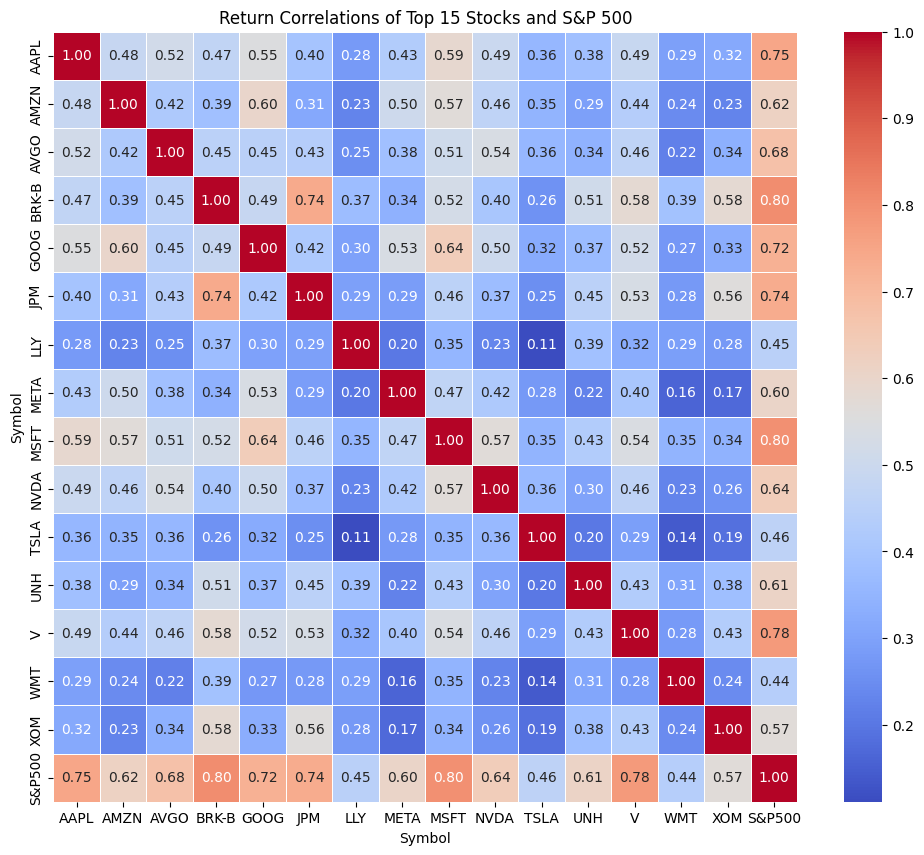 Return Correlations of Top 15 Stocks and S&P 500
AAPL 1.00 0.48 0.52 0.47 0.55 0.40 0.28 0.43 0.59 0.49 0.36 0.38 0.49 0.29 0.32 0.75
AMZN 0.48 1.00 0.42 0.39 0.60 0.31 0.23 0.50 0.57 0.46 0.35 0.29 0.44 0.24 0.23 0.62
AVGO 0.52 0.42 1.00 0.45 0.45 0.43 0.25 0.38 0.51 0.54 0.36 0.34 0.46 0.22 0.34 0.68
BRK-B 0.47 0.39 0.45 1.00 0.49 0.74 0.37 0.34 0.52 0.40 0.26 0.51 0.58 0.39 0.58 0.80
GOOG 0.55 0.60 0.45 0.49 1.00 0.42 0.30 0.53 0.64 0.50 0.32 0.37 0.52 0.27 0.33 0.72
JPM 0.40 0.31 0.43 0.74 0.42 1.00 0.29 0.29 0.46 0.37 0.25 0.45 0.53 0.28 0.56 0.74
LLY 0.28 0.23 0.25 0.37 0.30 0.29 1.00 0.20 0.35 0.23 0.11 0.39 0.32 0.29 0.28 0.45
META 0.43 0.50 0.38 0.34 0.53 0.29 0.20 1.00 0.47 0.42 0.28 0.22 0.40 0.16 0.17 0.60
MSFT 0.59 0.57 0.51 0.52 0.64 0.46 0.35 0.47 1.00 0.57 0.35 0.43 0.54 0.35 0.34 0.80
NVDA 0.49 0.46 0.54 0.40 0.50 0.37 0.23 0.42 0.57 1.00 0.36 0.30 0.46 0.23 0.26 0.64
TSLA 0.36 0.35 0.36 0.26 0.32 0.25 0.11 0.28 0.35 0.36 1.00 0.20 0.29 0.14 0.19 0.46
UNH 0.38 0.29 0.34 0.51 0.37 0.45 0.39 0.22 0.43 0.30 0.20 1.00 0.43 0.31 0.38 0.61
V 0.49 0.44 0.46 0.58 0.52 0.53 0.32 0.40 0.54 0.46 0.29 0.43 1.00 0.28 0.43 0.78
WMT 0.29 0.24 0.22 0.39 0.27 0.28 0.29 0.16 0.35 0.23 0.14 0.31 0.28 1.00 0.24 0.44
XOM 0.32 0.23 0.34 0.58 0.33 0.56 0.28 0.17 0.34 0.26 0.19 0.38 0.43 0.24 1.00 0.57
S&P500 0.75 0.62 0.68 0.80 0.72 0.74 0.45 0.60 0.80 0.64 0.46 0.61 0.78 0.44 0.57 1.00
AAPL AMZN AVGO BRK-B GOOG JPM LLY META MSFT NVDA TSLA UNH V WMT XOM S&P500
Symbol
Symbol
1.0
0.9
0.8
0.7
0.6
0.5
0.4
0.3
0.2